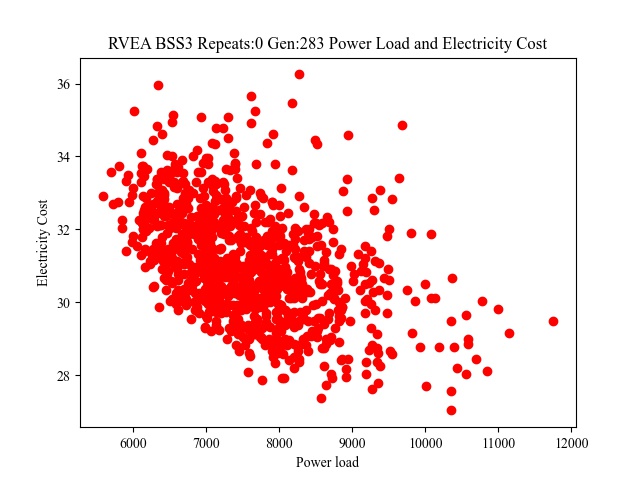 RVEA BSS3 Repeats:0 Gen:283 Power Load and Electricity Cost
36
34
32
30
28
Electricity Cost
6000 7000 8000 9000 10000 11000 12000
Power load